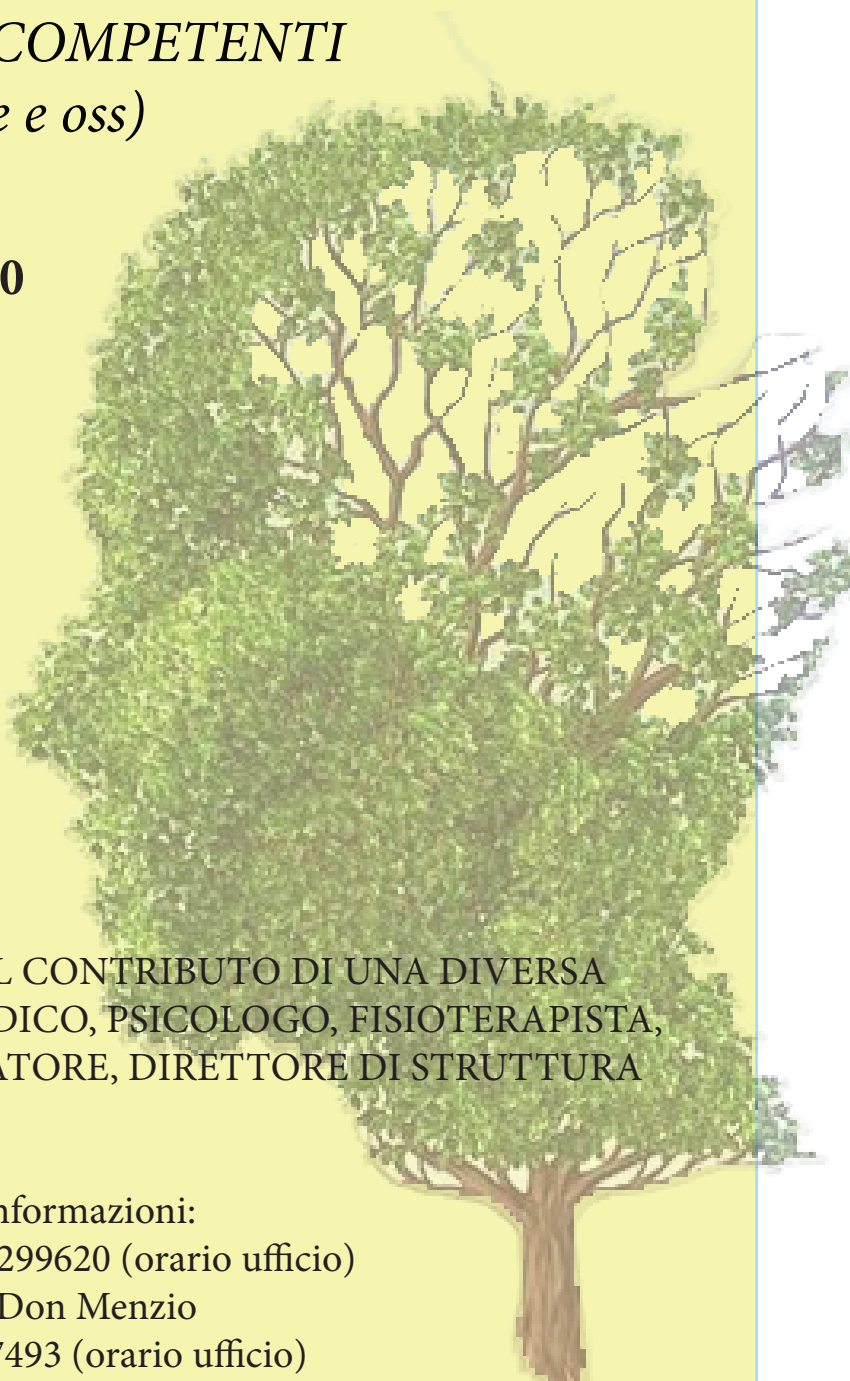 COMPETENTI
e e oss)
0
L CONTRIBUTO DI UNA DIVERSA
DICO, PSICOLOGO, FISIOTERAPISTA,
ATORE, DIRETTORE DI STRUTTURA
nformazioni:
299620 (orario ufficio)
Don Menzio
7493 (orario ufficio)